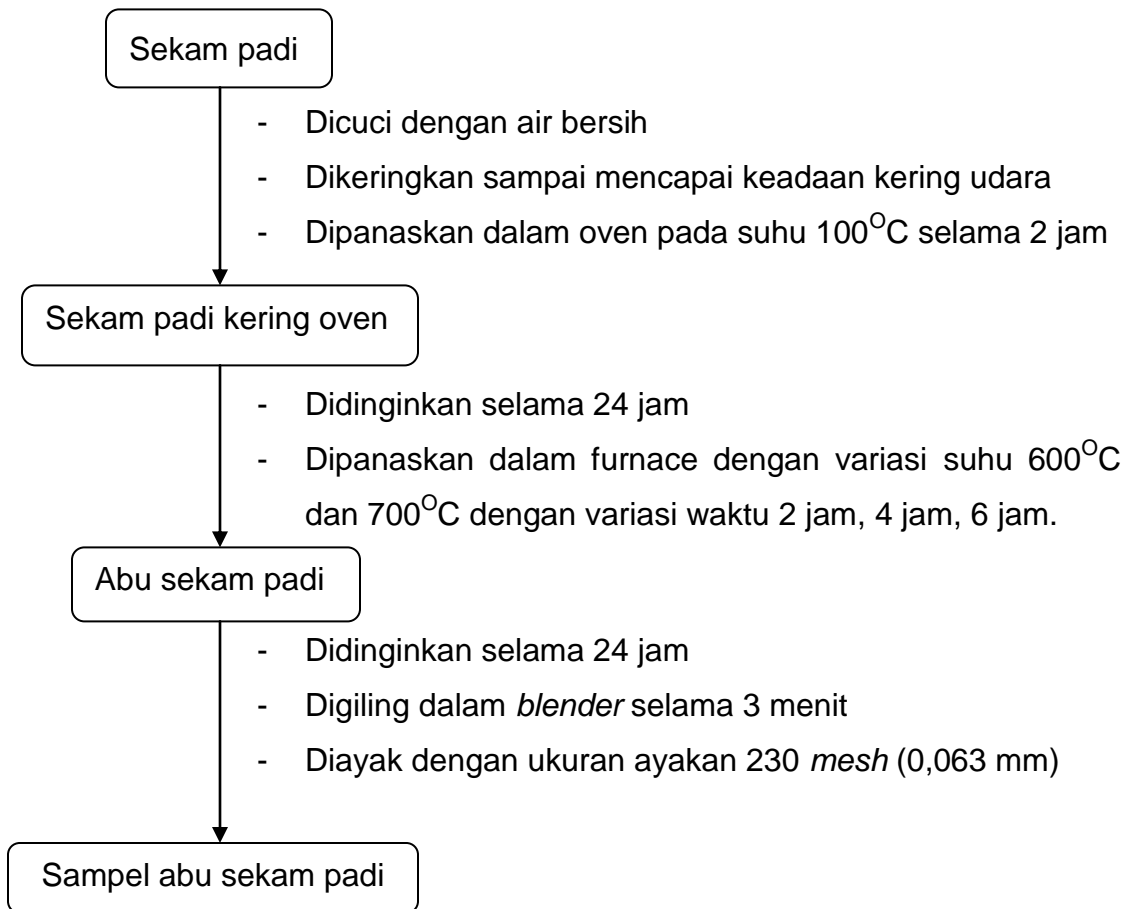 Sekam padi
- Dicuci dengan air bersih
- Dikeringkan sampai mencapai keadaan kering udara
- Dipanaskan dalam oven pada suhu 100ᴼC selama 2 jam
Sekam padi kering oven
- Didinginkan selama 24 jam
- Dipanaskan dalam furnace dengan variasi suhu 600ᴼC
dan 700ᴼC dengan variasi waktu 2 jam, 4 jam, 6 jam.
Abu sekam padi
- Didinginkan selama 24 jam
- Digiling dalam blender selama 3 menit
- Diayak dengan ukuran ayakan 230 mesh (0,063 mm)
Sampel abu sekam padi